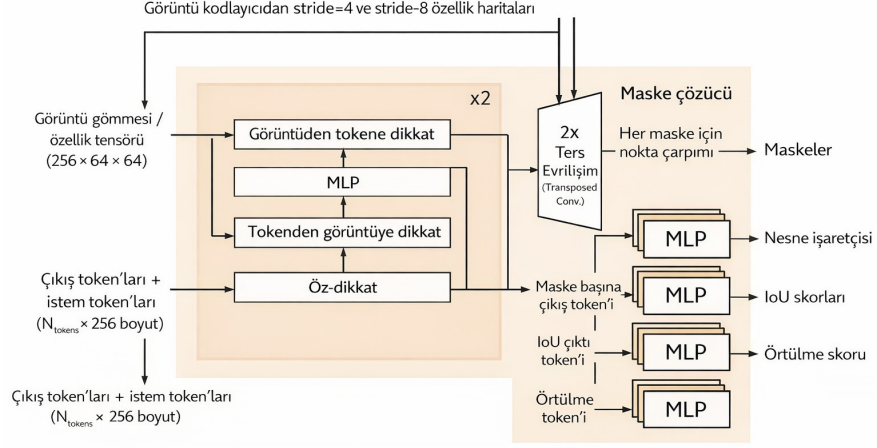 Görüntü kodlayıcıdan stride=4 ve stride-8 özellik haritaları
x2
Maske çözücü
Görüntü gömmesi /
özellik tensörü
(256 × 64 × 64)
Görüntüden tokene dikkat
MLP
Tokenden görüntüye dikkat
Öz-dikkat
2x
Ters
Evrilişim
(Transposed
Conv.)
Her maske için
nokta çarpımı
Maskeler
Çıkış token'ları +
istem token'ları
(Ntokens × 256 boyut)
Çıkış token'ları + istem token'ları
(Ntokens × 256 boyut)
MLP
Nesne işaretçisi
Maske başına
çıkış token'i
MLP
IoU skorları
IoU çıktı
token'i
MLP
Örtülme skoru
Örtülme
token'i
MLP